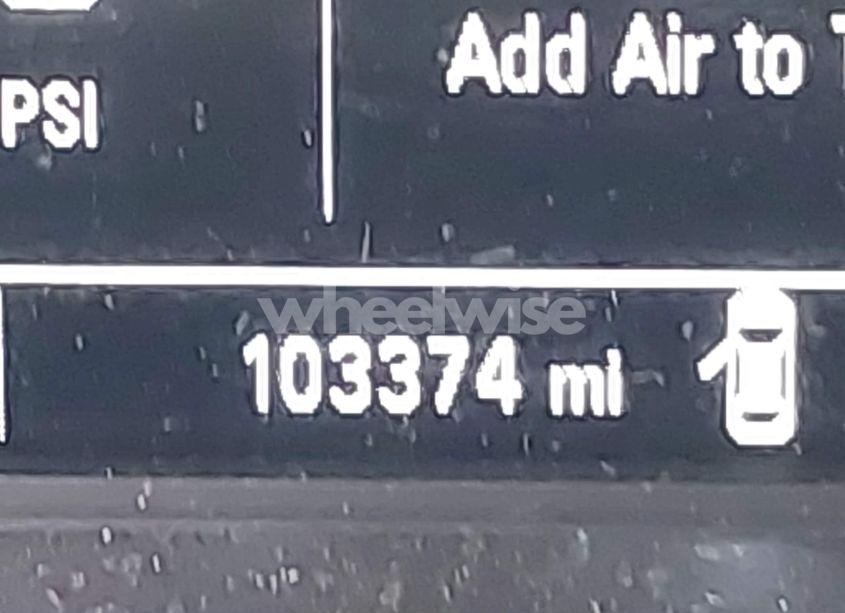 Add Air to
PSI
wheelwise
103374 mi